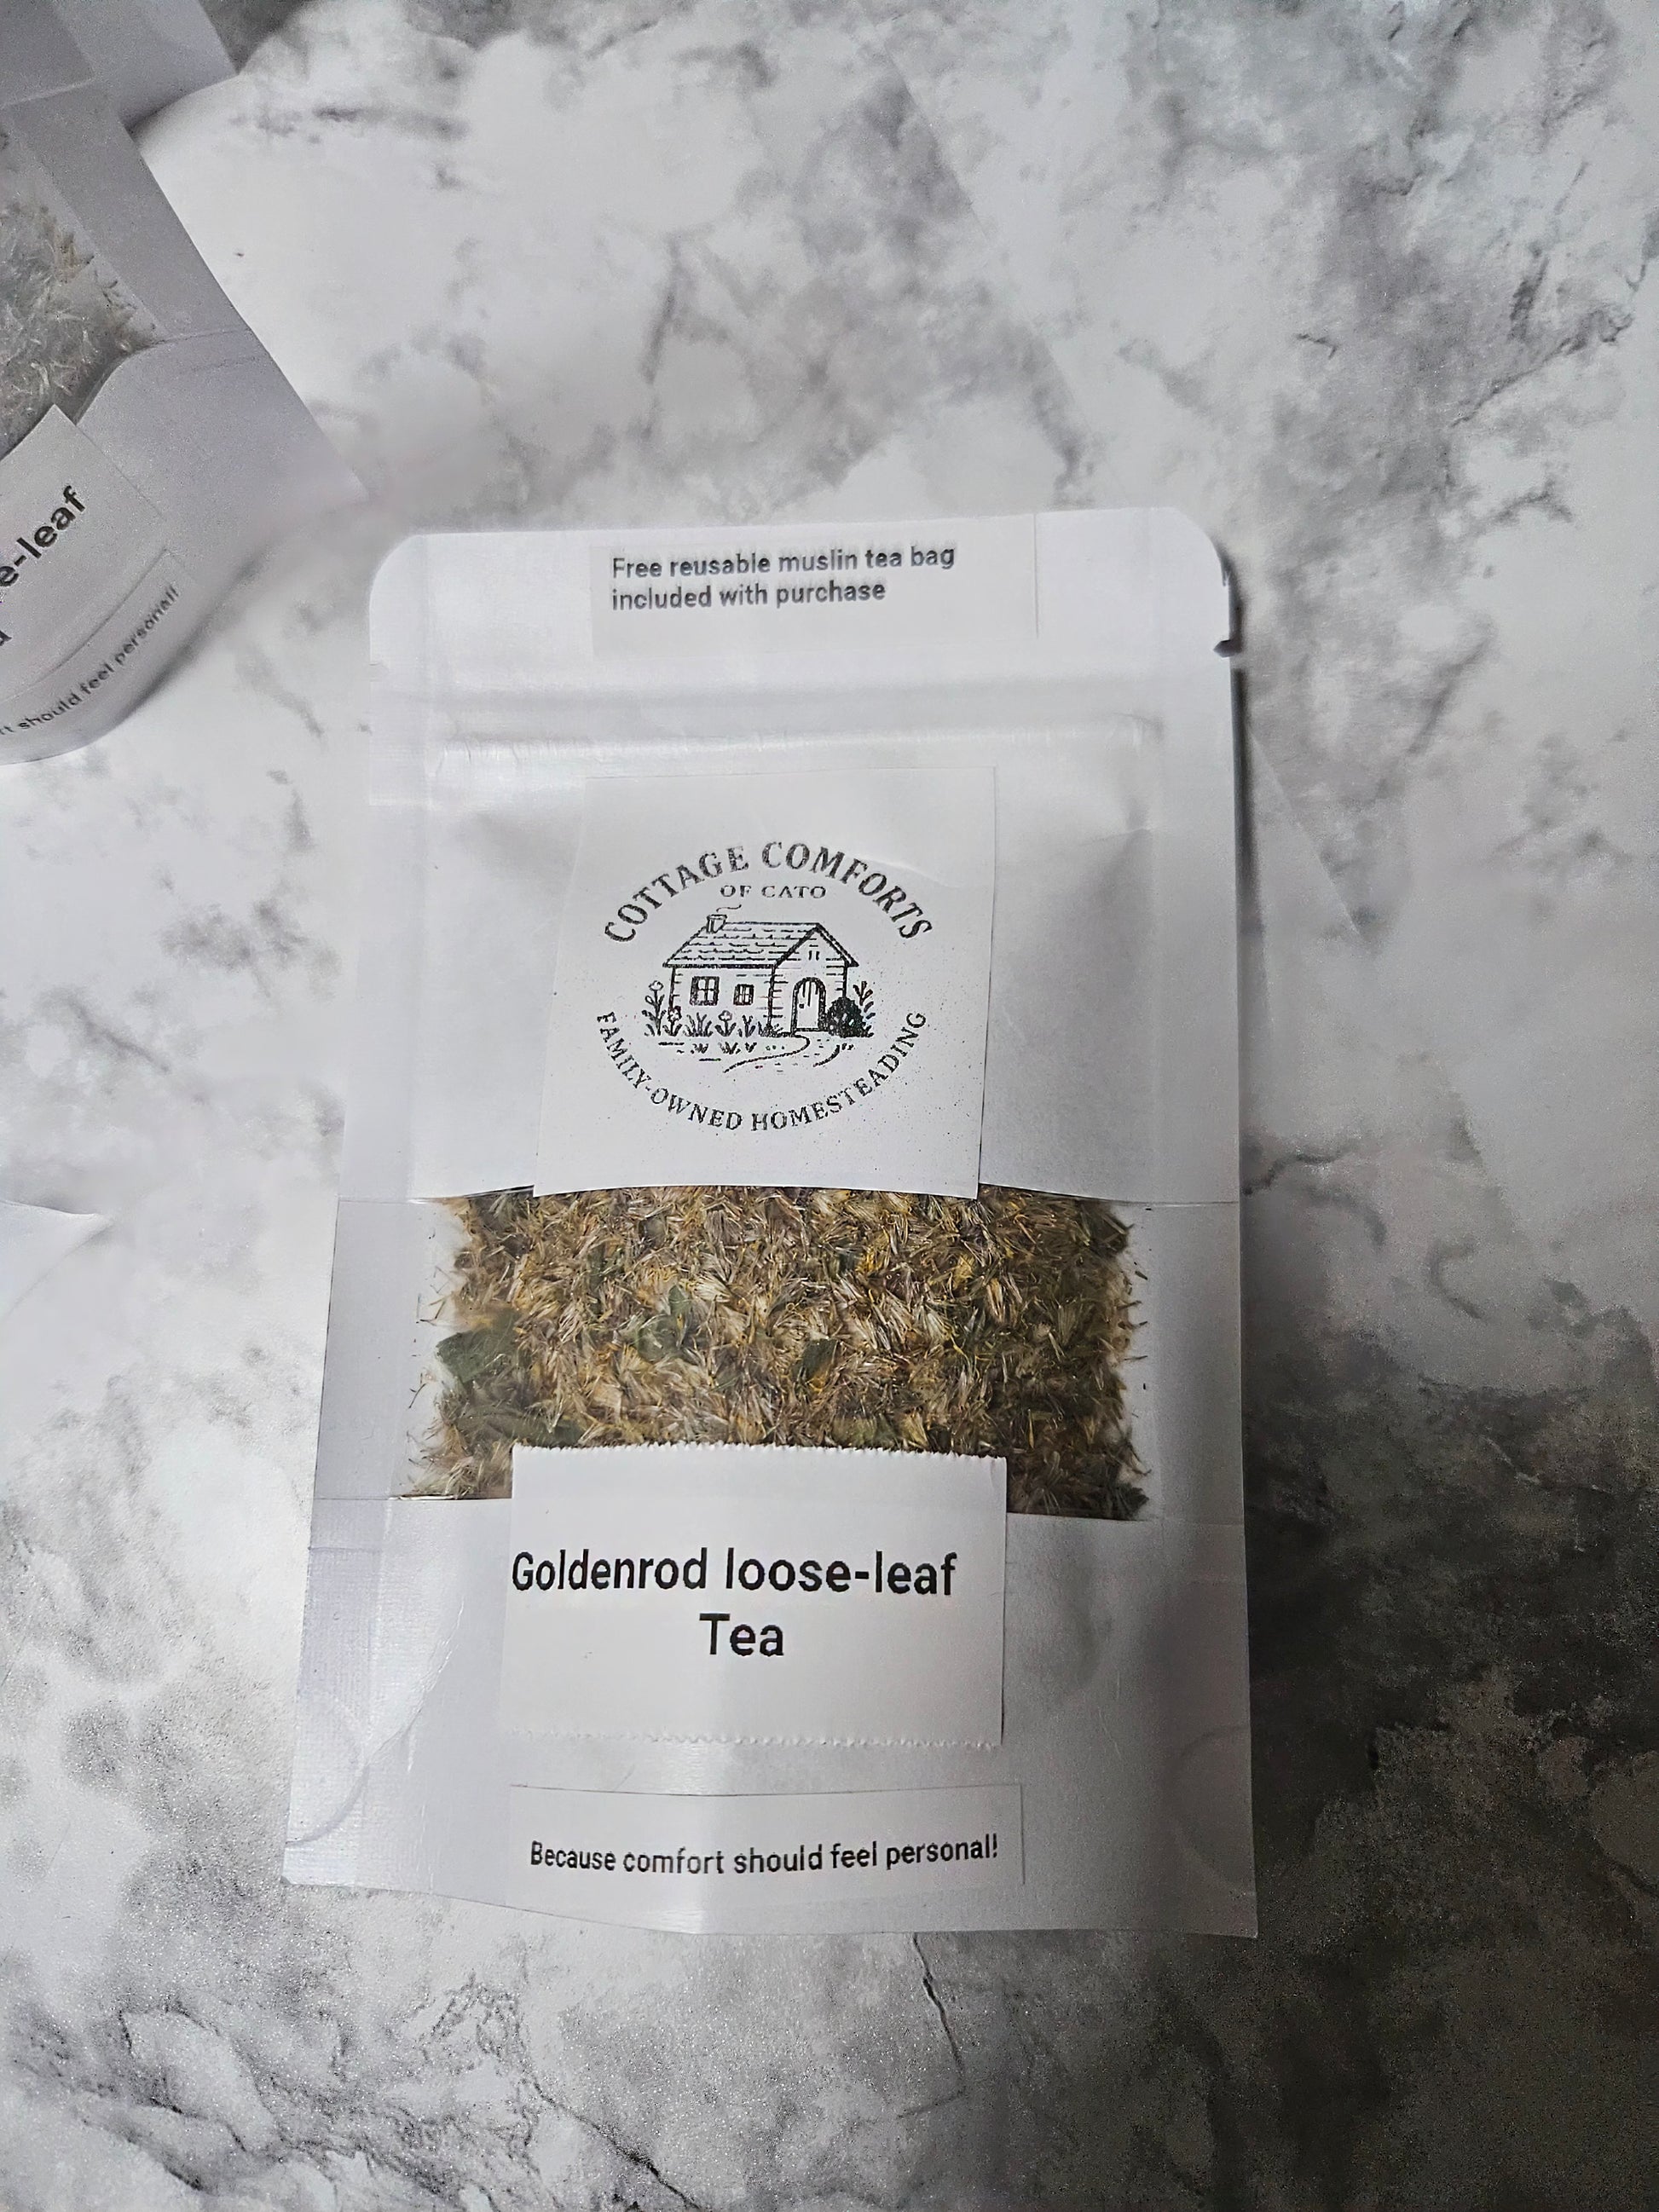 Free reusable muslin tea bag
included with purchase
COTTAGE COMFORTS
OF CATO
FAMILY-OWNED HOMESTEADING
Goldenrod loose-leaf
Tea
Because comfort should feel personal!
e-leaf
should feel personal!